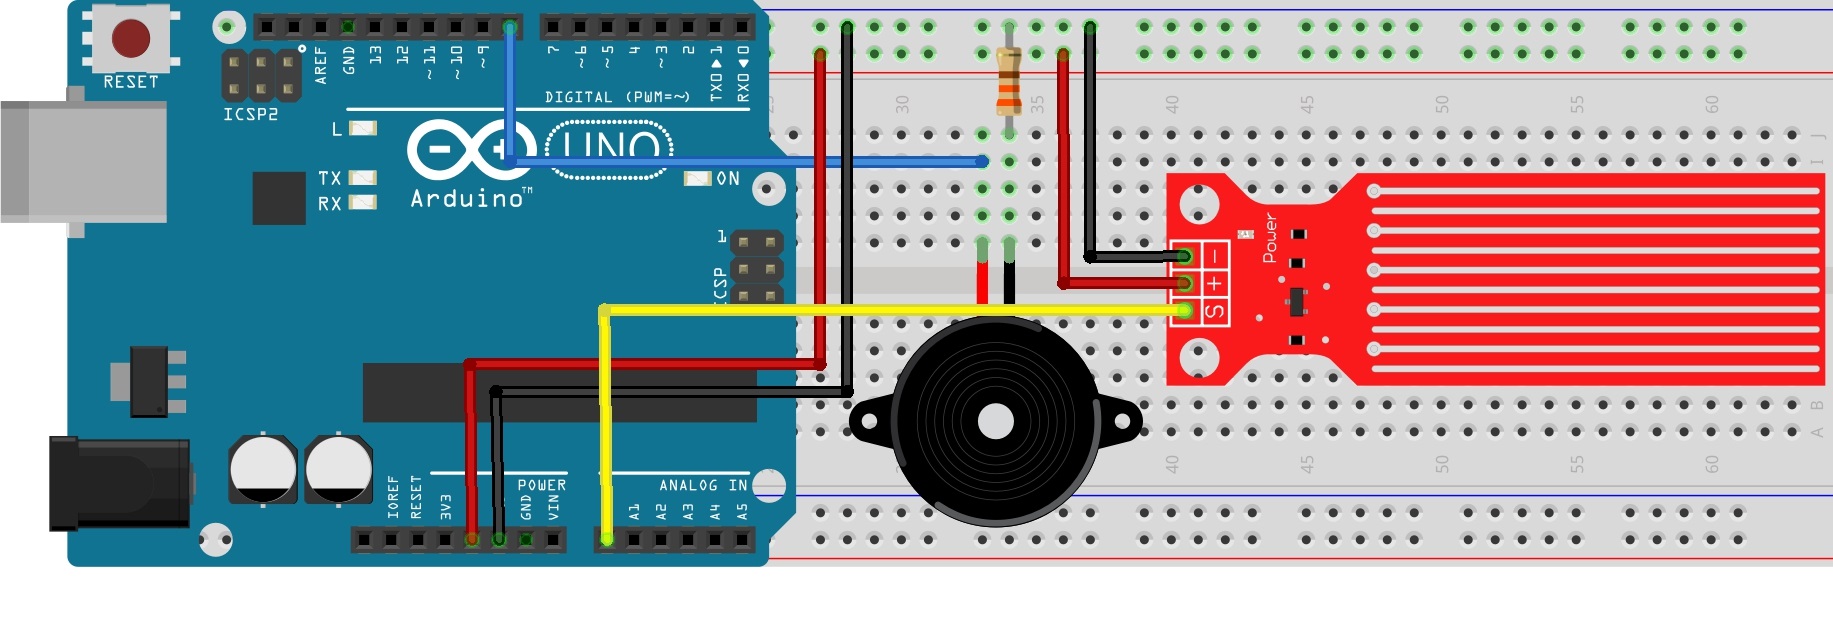 RESET
ICSP2
AREF
GND
13
12
~11
~10
~9
7
~6
~5
4
~3
2
TX0▶1
RX0◀0
DIGITAL (PWM=~)
L
TX
RX
UNO
Arduino™
ON
1
ICSP
IOREF
RESET
3V3
GND
VIN
POWER
ANALOG IN
A1
A2
A3
A4
A5
30
35
40
45
50
55
60
J
I
Power
-
+
S
B
A
40
45
50
55
60